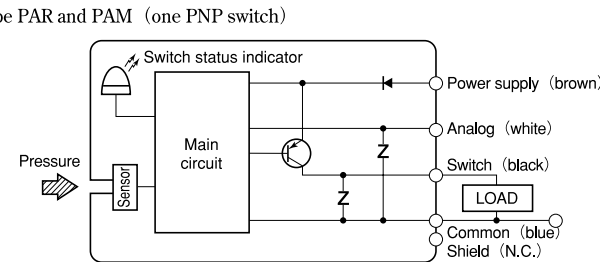 pe PAR and PAM (one PNP switch)
Switch status indicator
Power supply (brown)
Analog (white)
Main
circuit
Pressure
Sensor
Switch (black)
LOAD
Common (blue)
Shield (N.C.)